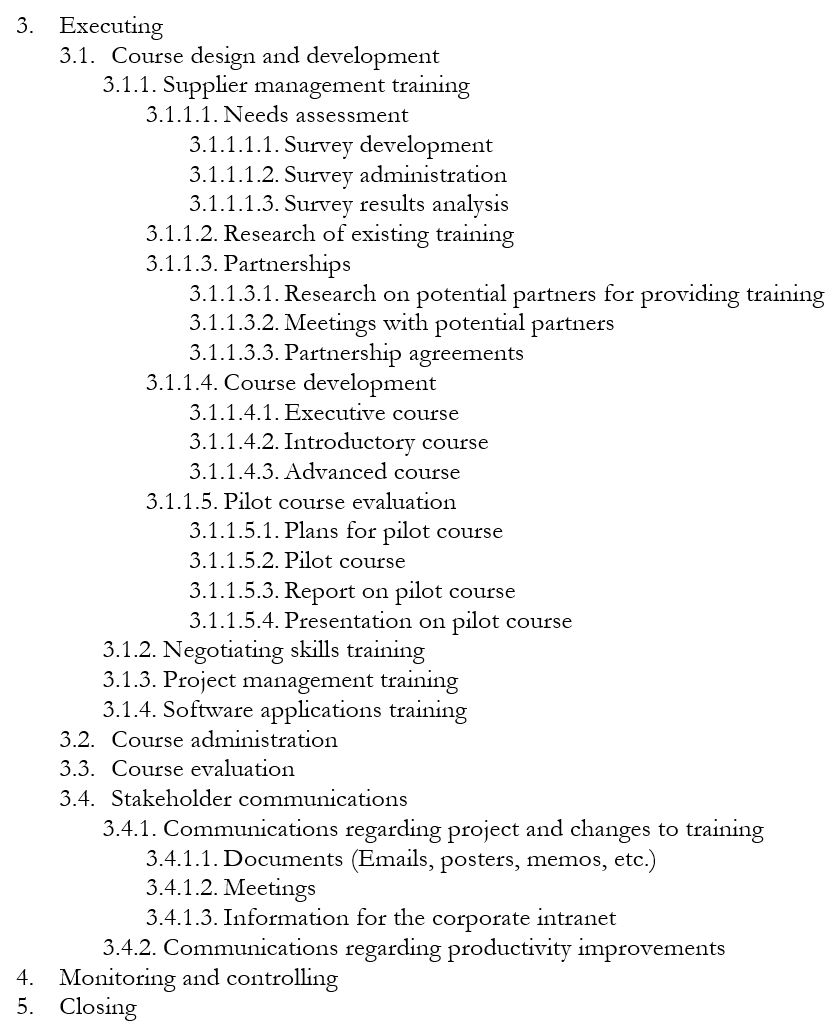 3. Executing
3.1. Course design and development
3.1.1. Supplier management training
3.1.1.1. Needs assessment
3.1.1.1.1. Survey development
3.1.1.1.2. Survey administration
3.1.1.1.3. Survey results analysis
3.1.1.2. Research of existing training
3.1.1.3. Partnerships
3.1.1.3.1. Research on potential partners for providing training
3.1.1.3.2. Meetings with potential partners
3.1.1.3.3. Partnership agreements
3.1.1.4. Course development
3.1.1.4.1. Executive course
3.1.1.4.2. Introductory course
3.1.1.4.3. Advanced course
3.1.1.5. Pilot course evaluation
3.1.1.5.1. Plans for pilot course
3.1.1.5.2. Pilot course
3.1.1.5.3. Report on pilot course
3.1.1.5.4. Presentation on pilot course
3.1.2. Negotiating skills training
3.1.3. Project management training
3.1.4. Software applications training
3.2. Course administration
3.3. Course evaluation
3.4. Stakeholder communications
3.4.1. Communications regarding project and changes to training
3.4.1.1. Documents (Emails, posters, memos, etc.)
3.4.1.2. Meetings
3.4.1.3. Information for the corporate intranet
3.4.2. Communications regarding productivity improvements
4. Monitoring and controlling
5. Closing